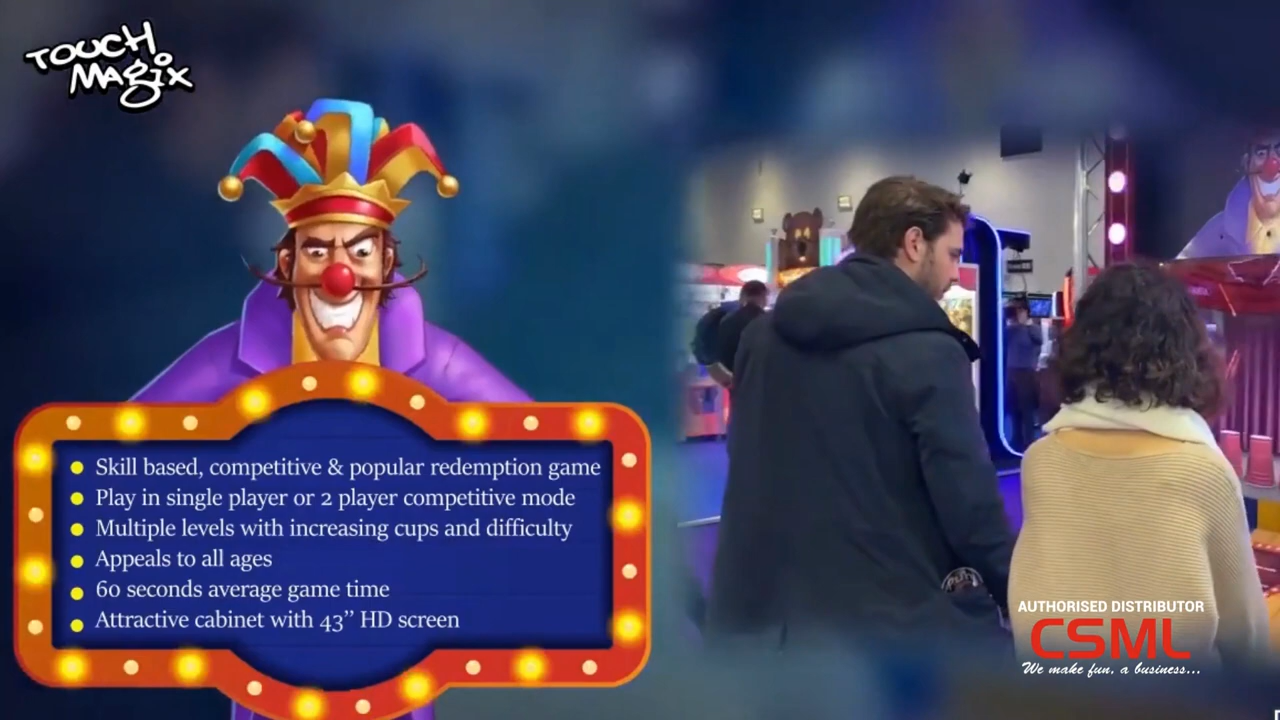 TOUCH
MAGIX
Skill based, competitive & popular redemption game
Play in single player or 2 player competitive mode
Multiple levels with increasing cups and difficulty
Appeals to all ages
60 seconds average game time
Attractive cabinet with 43’’ HD screen
AUTHORISED DISTRIBUTOR
CSML
We make fun, a business...